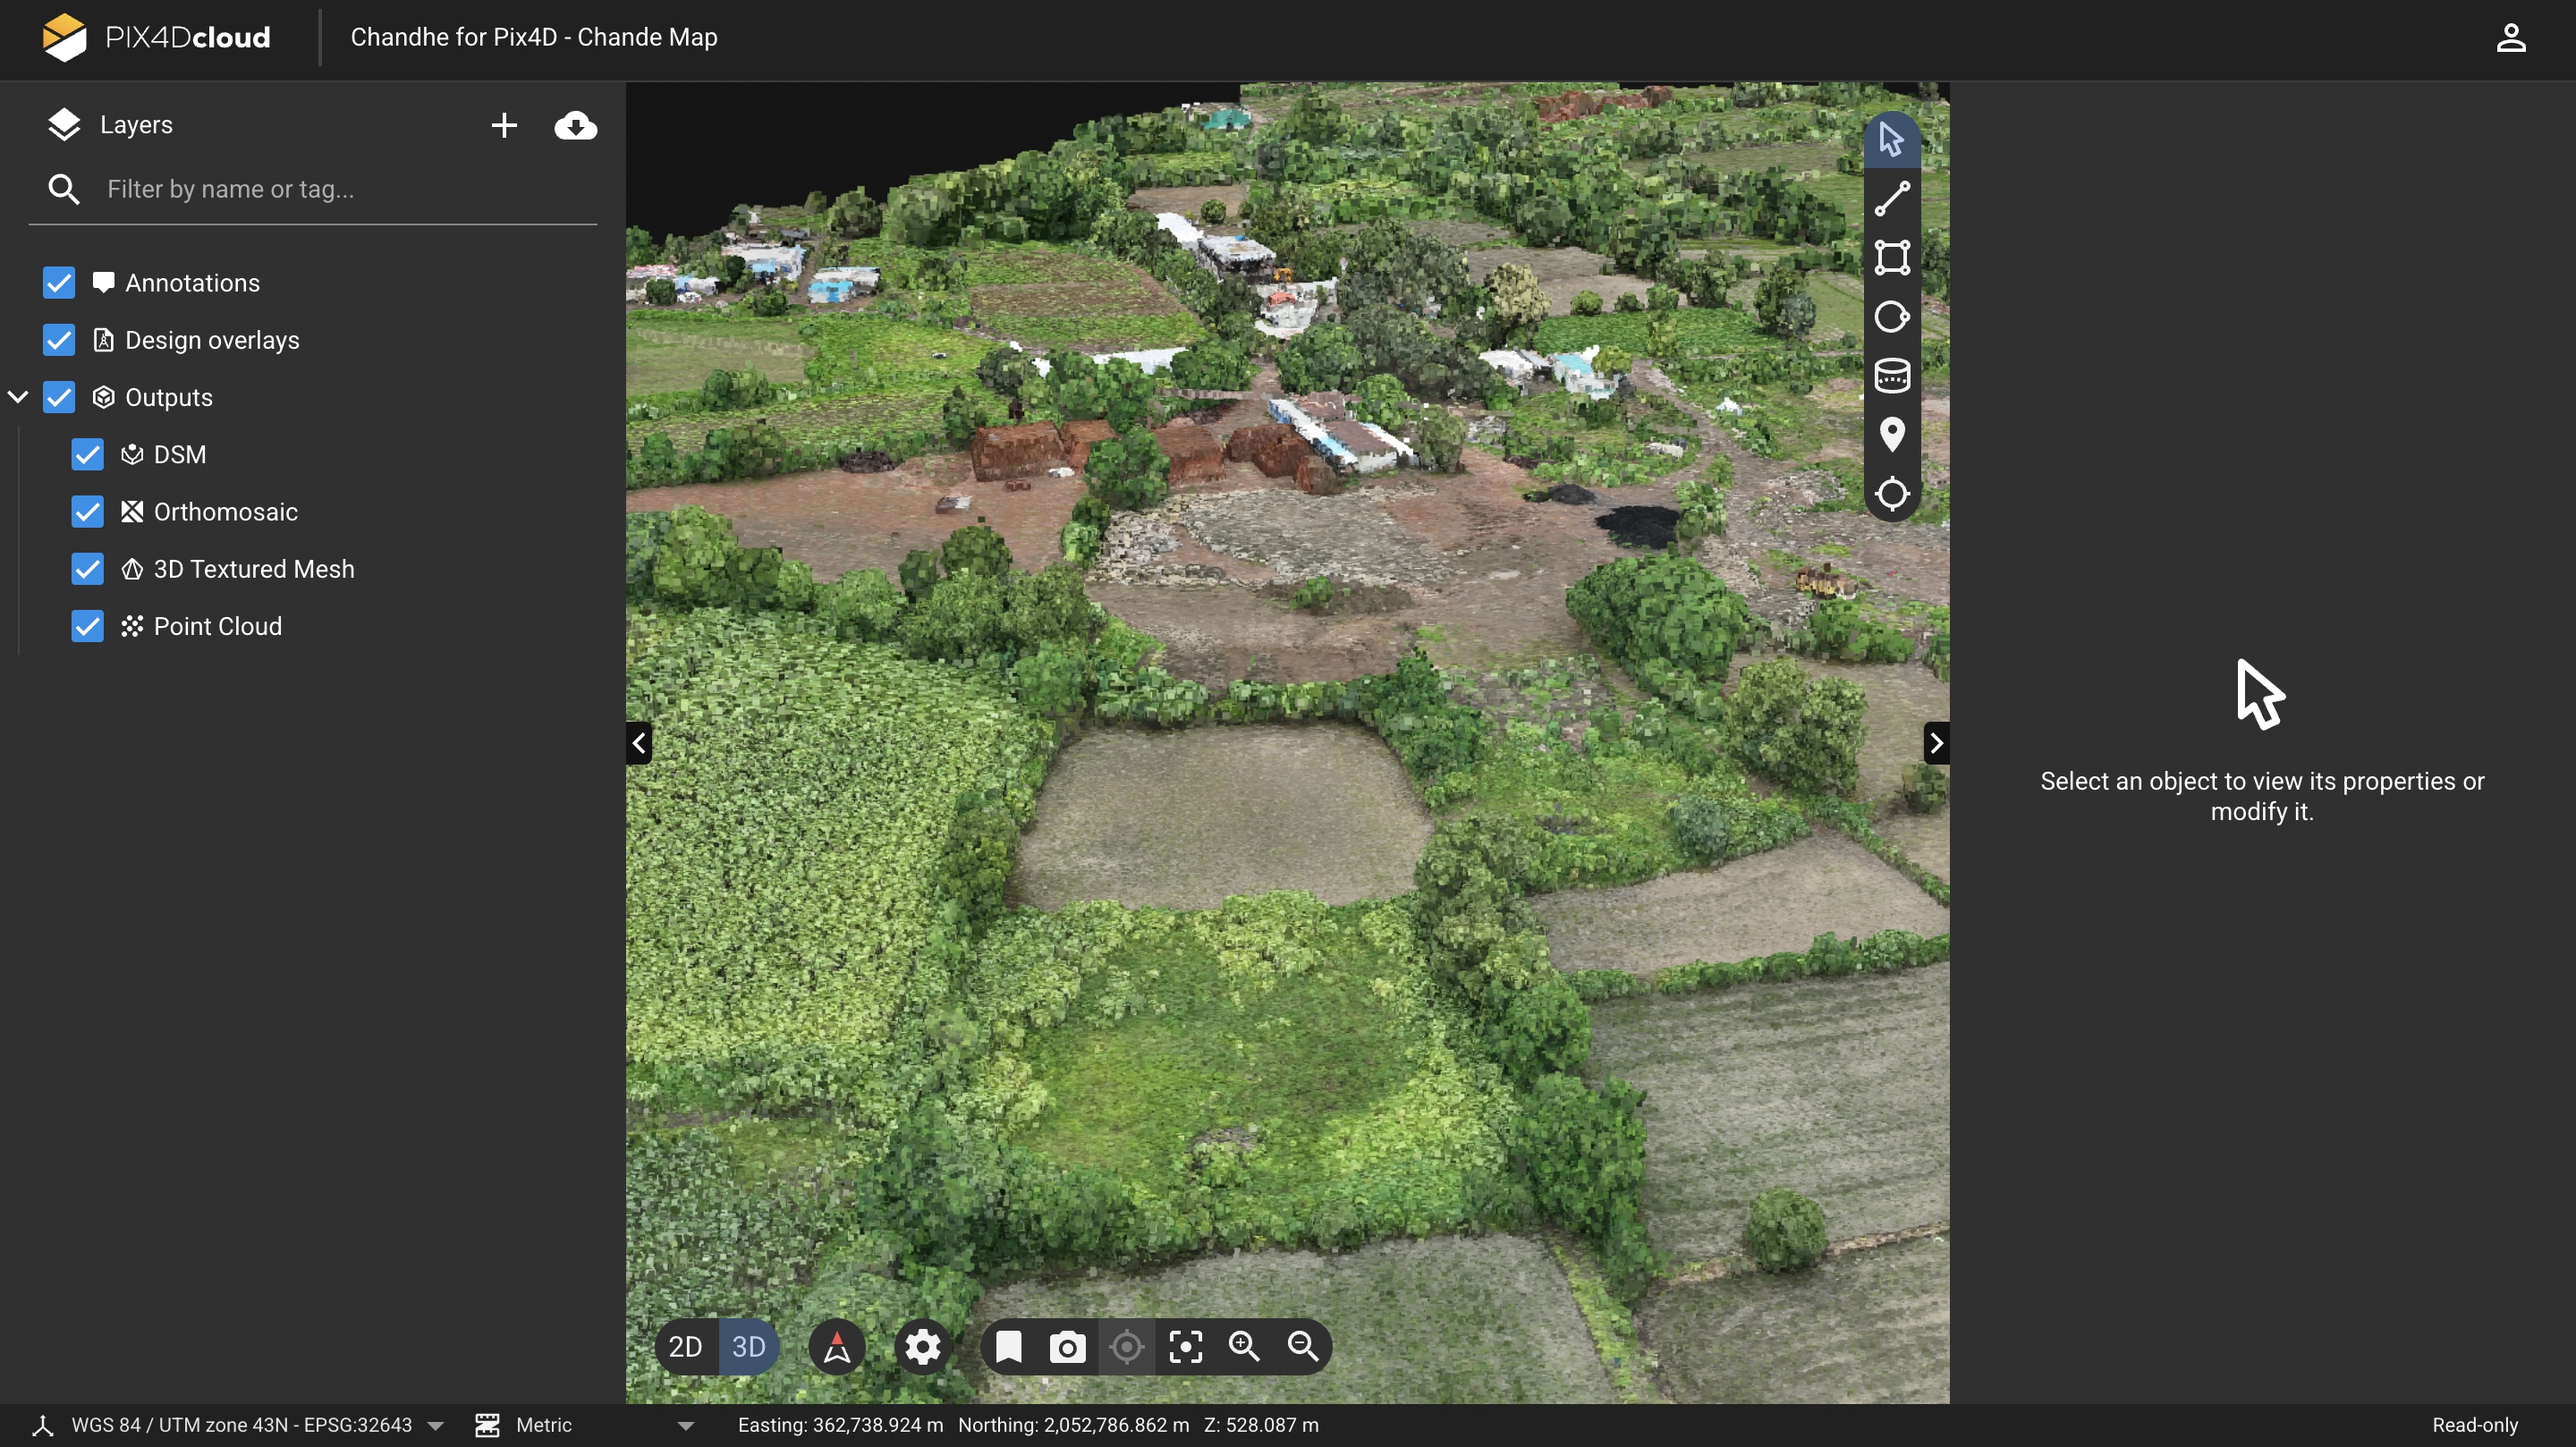 PIX4Dcloud
Chandhe for Pix4D - Chande Map
Layers
Filter by name or tag...
Annotations
Design overlays
Outputs
DSM
Orthomosaic
3D Textured Mesh
Point Cloud
Select an object to view its properties or
modify it.
2D 3D
WGS 84 / UTM zone 43N - EPSG:32643
Metric
Easting: 362,738.924 m Northing: 2,052,786.862 m Z: 528.087 m
Read-only